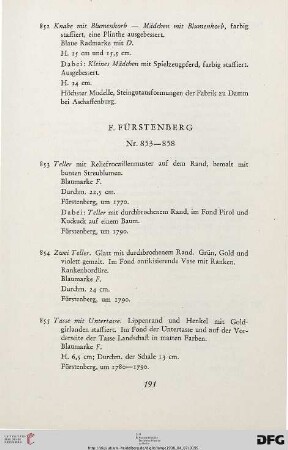 852 Knabe mit Blumenkorb — Mädchen mit Blumenkorb, farbig
staffiert, eine Plinthe ausgebessert.
Blaue Radmarke mit D.
H. 15 cm und 15,5 cm.
Dabei: Kleines Mädchen mit Spielzeugpferd, farbig staffiert.
Ausgebessert.
H. 14 cm.
Höchster Modelle, Steingutausformungen der Fabrik zu Damm
bei Aschaffenburg.
F. FÜRSTENBERG
Nr. 853—858
853 Teller mit Reliefrocaillenmuster auf dem Rand, bemalt mit
bunten Streublumen.
Blaumarke F.
Durchm. 22,5 cm.
Fürstenberg, um 1770.
Dabei: Teller mit durchbrochenem Rand, im Fond Pirol und
Kuckuck auf einem Baum.
Fürstenberg, um 1790.
854 Zwei Teller. Glatt mit durchbrochenem Rand. Grün, Gold und
violett gemalt. Im Fond antikisierende Vase mit Ranken.
Rankenbordüre.
Blaumarke F.
Durchm. 24 cm.
Fürstenberg, um 1790.
855 Tasse mit Untertasse. Lippenrand und Henkel mit Gold-
girlanden staffiert. Im Fond der Untertasse und auf der Vor-
derseite der Tasse Landschaft in matten Farben.
Blaumarke F.
H. 6,5 cm; Durchm. der Schale 13 cm.
Fürstenberg, um 1780—1790.
191
DFG